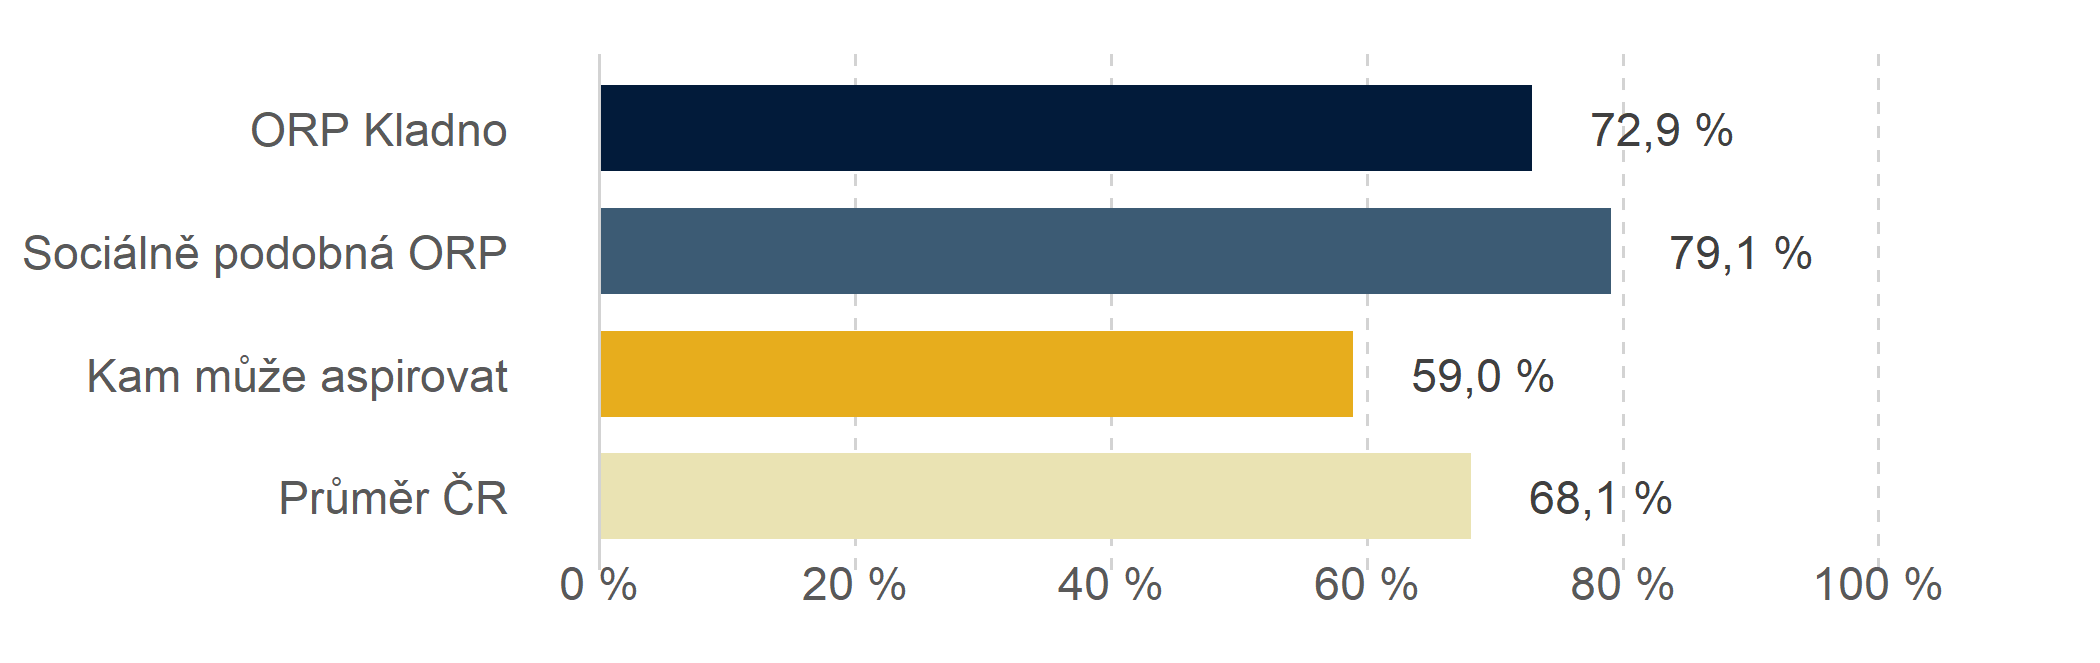 ORP Kladno 72,9 %
Sociálně podobná ORP 79,1 %
Kam může aspirovat 59,0 %
Průměr ČR 68,1 %
0 % 20 % 40 % 60 % 80 % 100 %